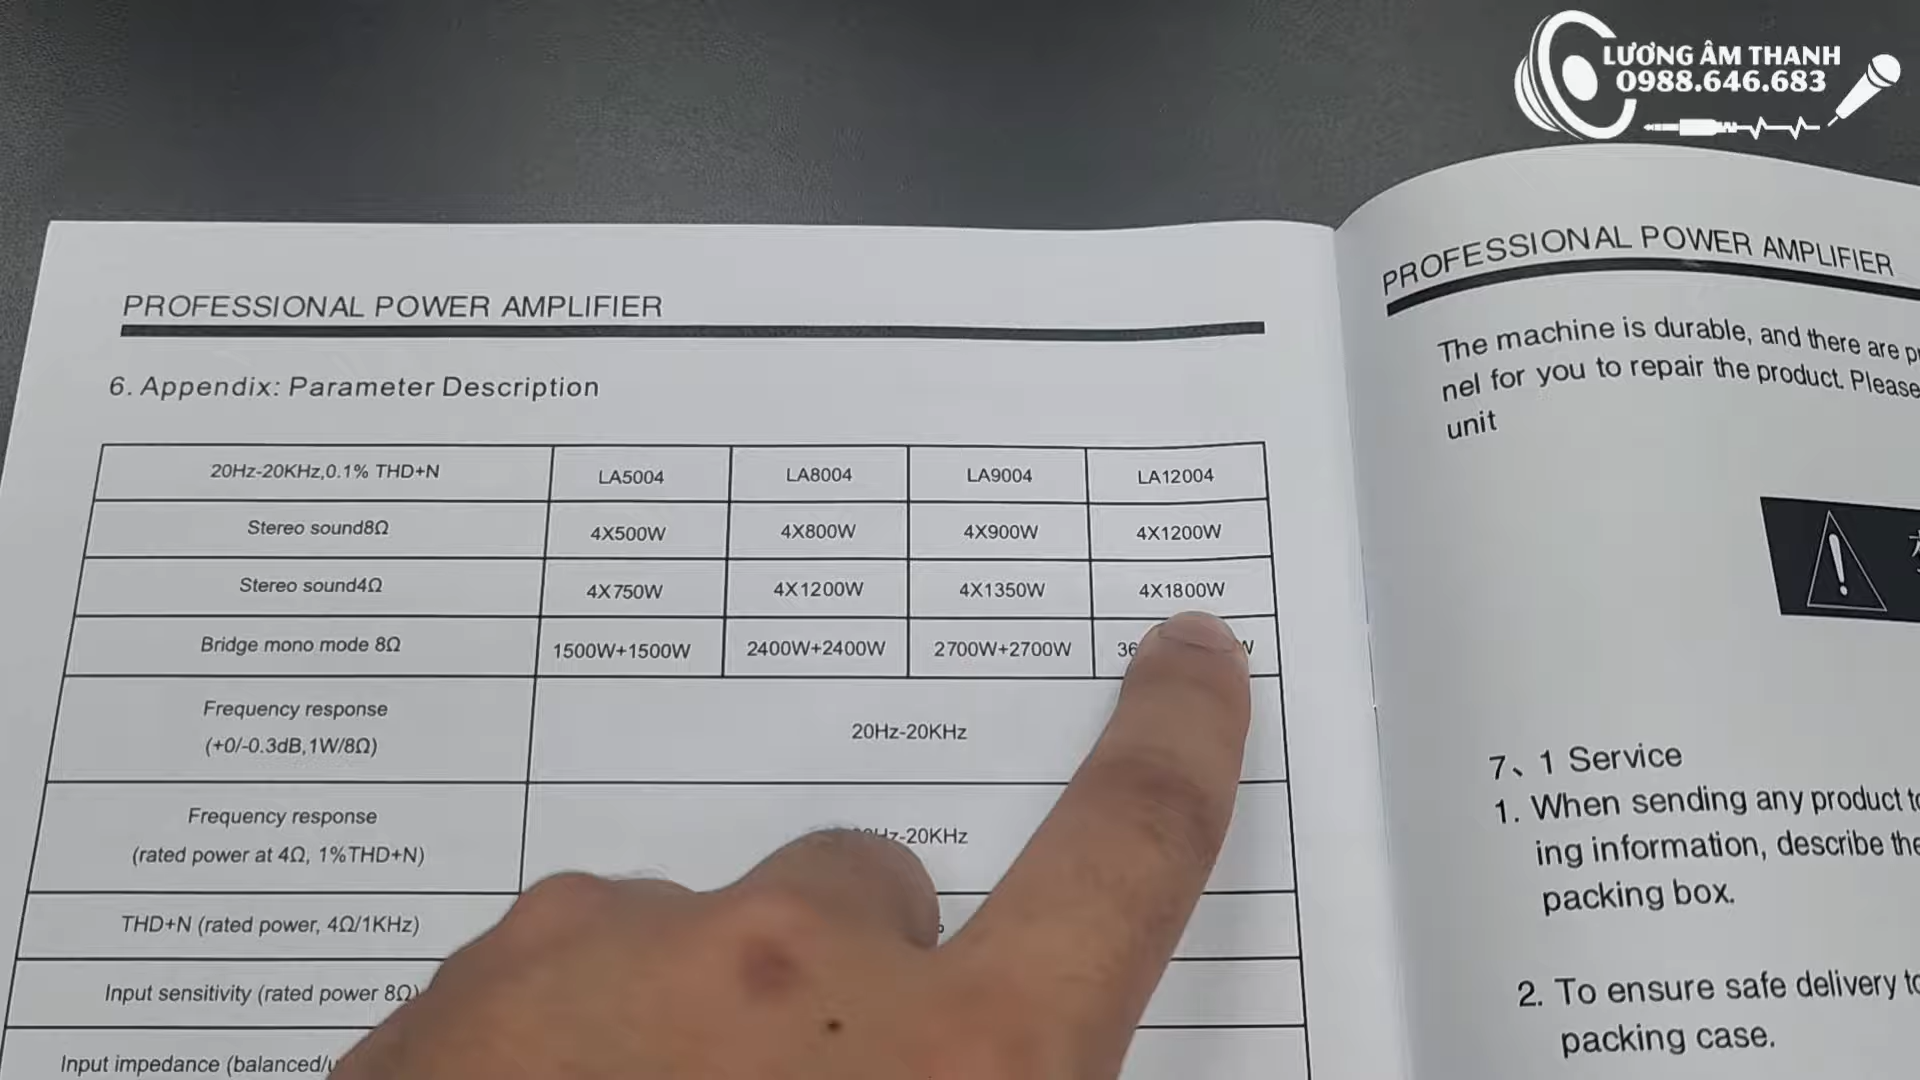 LƯƠNG ÂM THANH
0988.646.683
PROFESSIONAL POWER AMPLIFIER
6. Appendix: Parameter Description
20Hz-20KHz,0.1% THD+N LA5004 LA8004 LA9004 LA12004
Stereo sound8Ω 4X500W 4X800W 4X900W 4X1200W
Stereo sound4Ω 4X750W 4X1200W 4X1350W 4X1800W
Bridge mono mode 8Ω 1500W+1500W 2400W+2400W 2700W+2700W
Frequency response
(+0/-0.3dB,1W/8Ω)
20Hz-20KHz
Frequency response
(rated power at 4Ω, 1%THD+N)
Hz-20KHz
THD+N (rated power, 4Ω/1KHz)
Input sensitivity (rated power 8Ω)
Input impedance (balanced/
PROFESSIONAL POWER AMPLIFIER
The machine is durable, and there are
nel for you to repair the product. Please
unit
7、1 Service
1. When sending any product
ing information, describe the
packing box.
2. To ensure safe delivery
packing case.